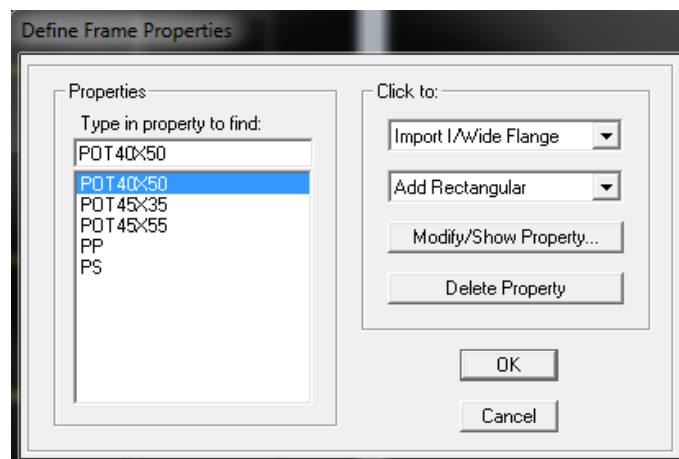 Define Frame Properties
Properties
Type in property to find:
POT40X50
POT40X50
POT45X35
POT45X55
PP
PS
Click to:
Import I/Wide Flange
Add Rectangular
Modify/Show Property...
Delete Property
OK
Cancel